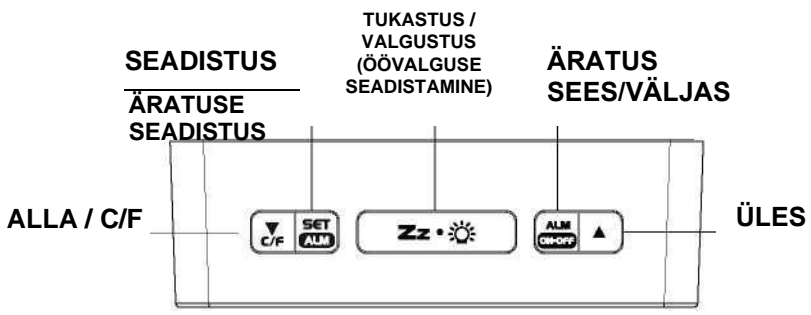 TUKASTUS /
VALGUSTUS
(ÖÖVALGUSE
SEADISTAMINE)
SEADISTUS
ÄRATUSE
SEADISTUS
ÄRATUS
SEES/VÄLJAS
ALLA / C/F
▼
C/F
SET
ALM
Zz •
ALM
ON•OFF
▲
ÜLES